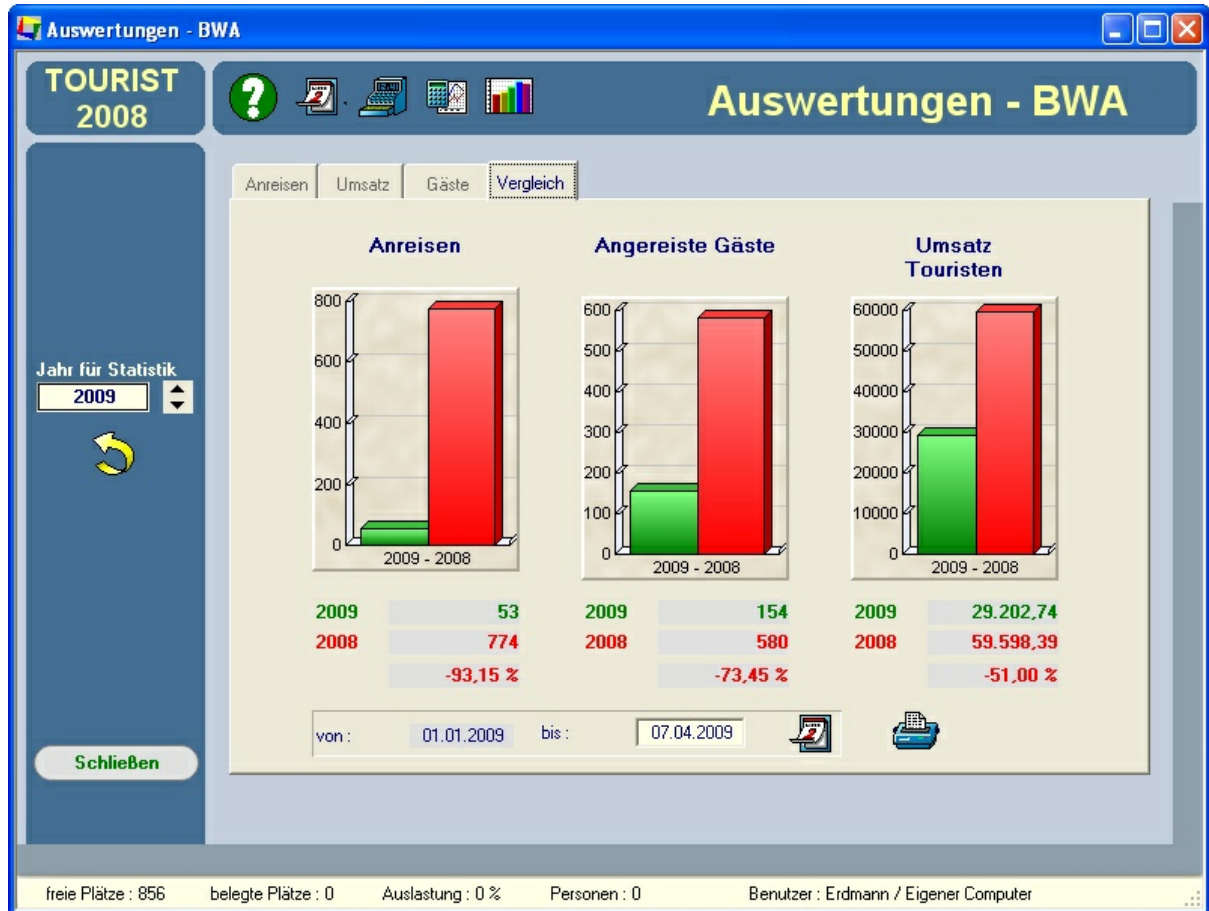 Auswertungen - BWA
TOURIST
2008
Auswertungen - BWA
Anreisen Umsatz Gäste Vergleich
Jahr für Statistik
2009
Schließen
Anreisen
800
600
400
200
0
2009 - 2008
2009 53
2008 774
-93,15 %
Angereiste Gäste
600
500
400
300
200
100
0
2009 - 2008
2009 154
2008 580
-73,45 %
Umsatz
Touristen
60000
50000
40000
30000
20000
10000
0
2009 - 2008
2009 29.202,74
2008 59.598,39
-51,00 %
von : 01.01.2009 bis : 07.04.2009
freie Plätze : 856 belegte Plätze : 0 Auslastung : 0 % Personen : 0 Benutzer : Erdmann / Eigener Computer